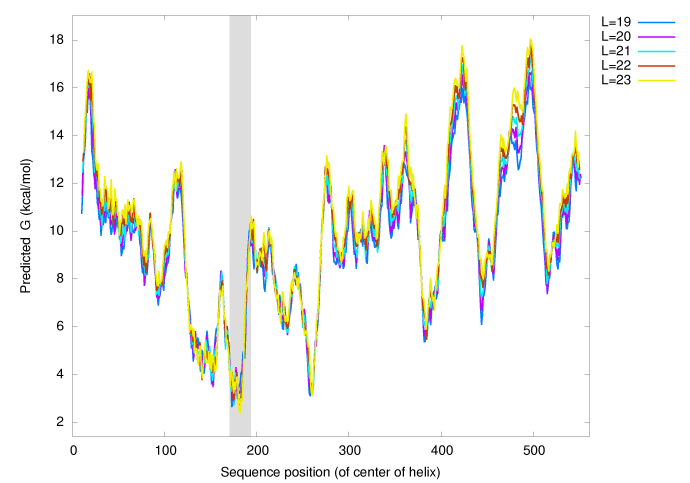 L=19
L=20
L=21
L=22
L=23
18
16
14
12
10
8
6
4
2
Predicted G (kcal/mol)
0 100 200 300 400 500
Sequence position (of center of helix)